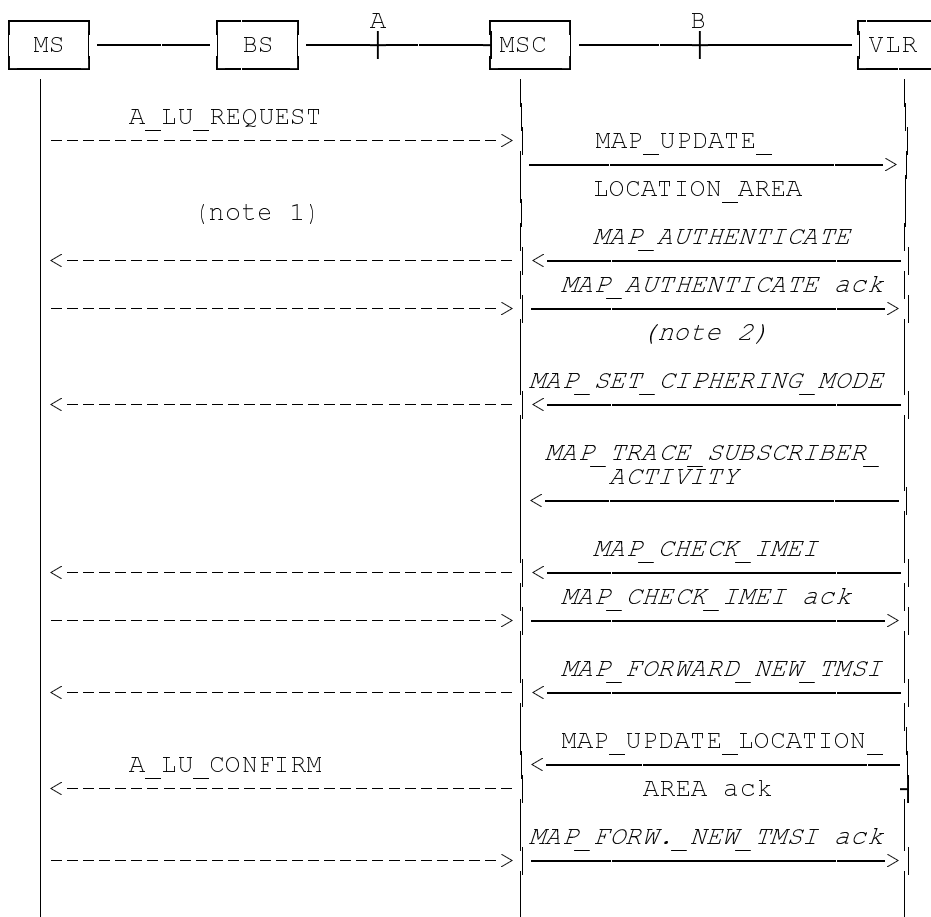 A B
MS BS MSC VLR
A_LU_REQUEST
MAP_UPDATE_
LOCATION_AREA
(note 1)
MAP_AUTHENTICATE
MAP_AUTHENTICATE ack
(note 2)
MAP_SET_CIPHERING_MODE
MAP_TRACE_SUBSCRIBER_
ACTIVITY
MAP_CHECK_IMEI
MAP_CHECK_IMEI ack
MAP_FORWARD_NEW_TMSI
MAP_UPDATE_LOCATION_
A_LU_CONFIRM
AREA ack
MAP_FORW._NEW_TMSI ack